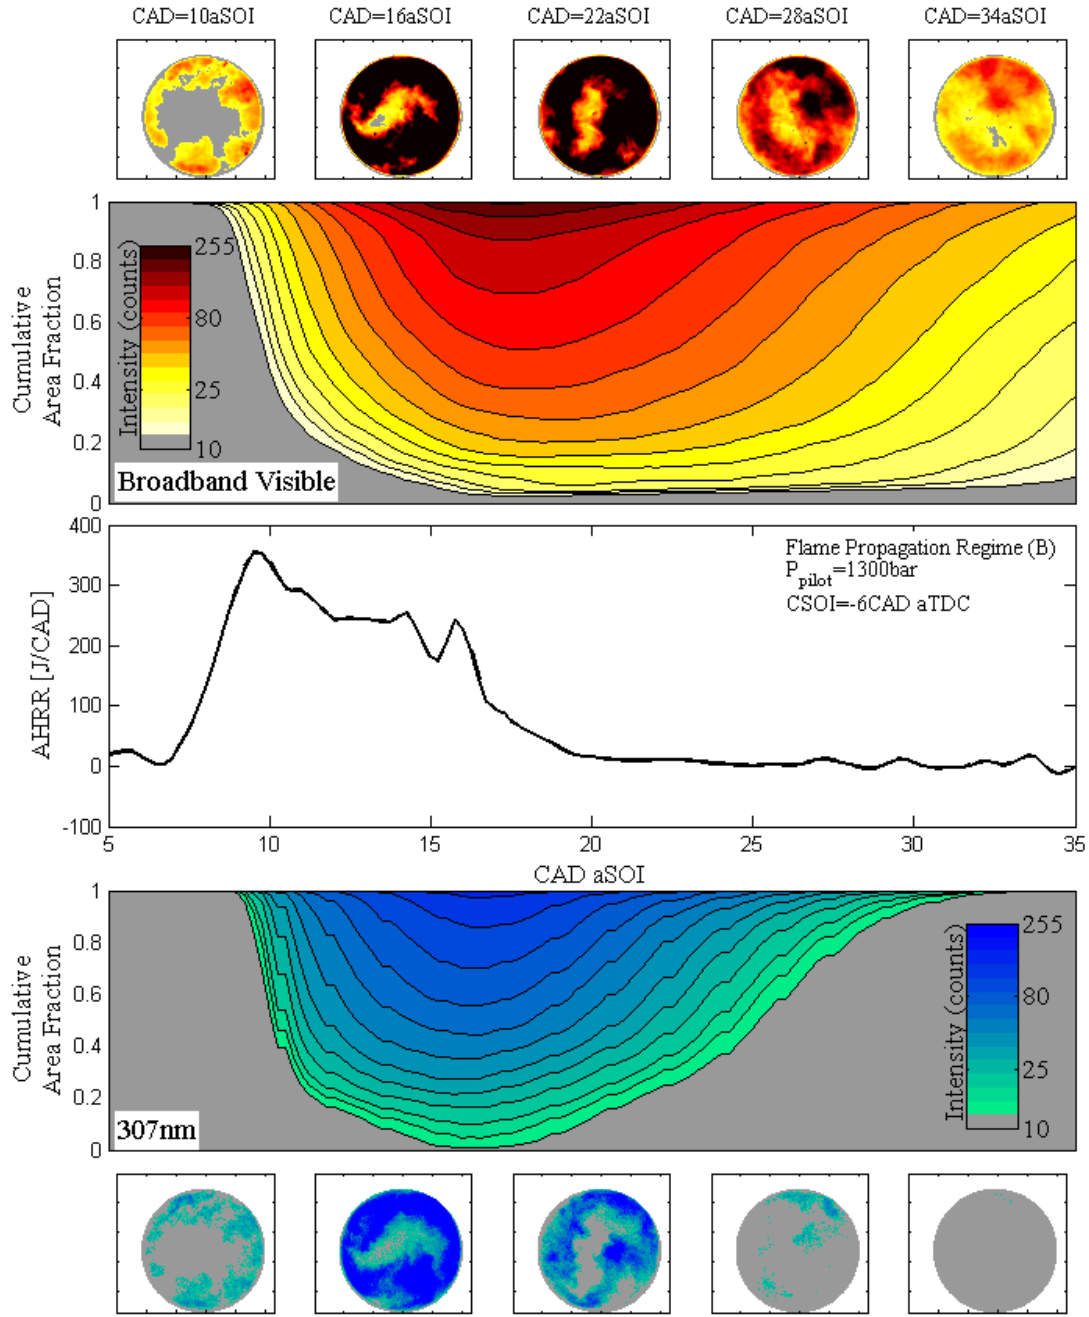 CAD=10aSOI CAD=16aSOI CAD=22aSOI CAD=28aSOI CAD=34aSOI
1
0.8
0.6
0.4
0.2
0
Cumulative
Area Fraction
Intensity (counts)
255
80
25
10
Broadband Visible
400
300
200
100
0
-100
AHRR [J/CAD]
Flame Propagation Regime (B)
Ppilot=1300bar
CSOI=-6CAD aTDC
5 10 15 20 25 30 35
CAD aSOI
1
0.8
0.6
0.4
0.2
0
Cumulative
Area Fraction
Intensity (counts)
255
80
25
10
307nm